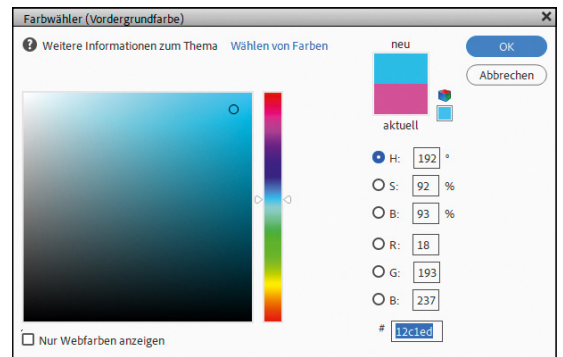 Farbwähler (Vordergrundfarbe)
Weitere Informationen zum Thema Wählen von Farben
neu
OK
Abbrechen
aktuell
H: 192 °
S: 92 %
B: 93 %
R: 18
G: 193
B: 237
# 12c1ed
Nur Webfarben anzeigen